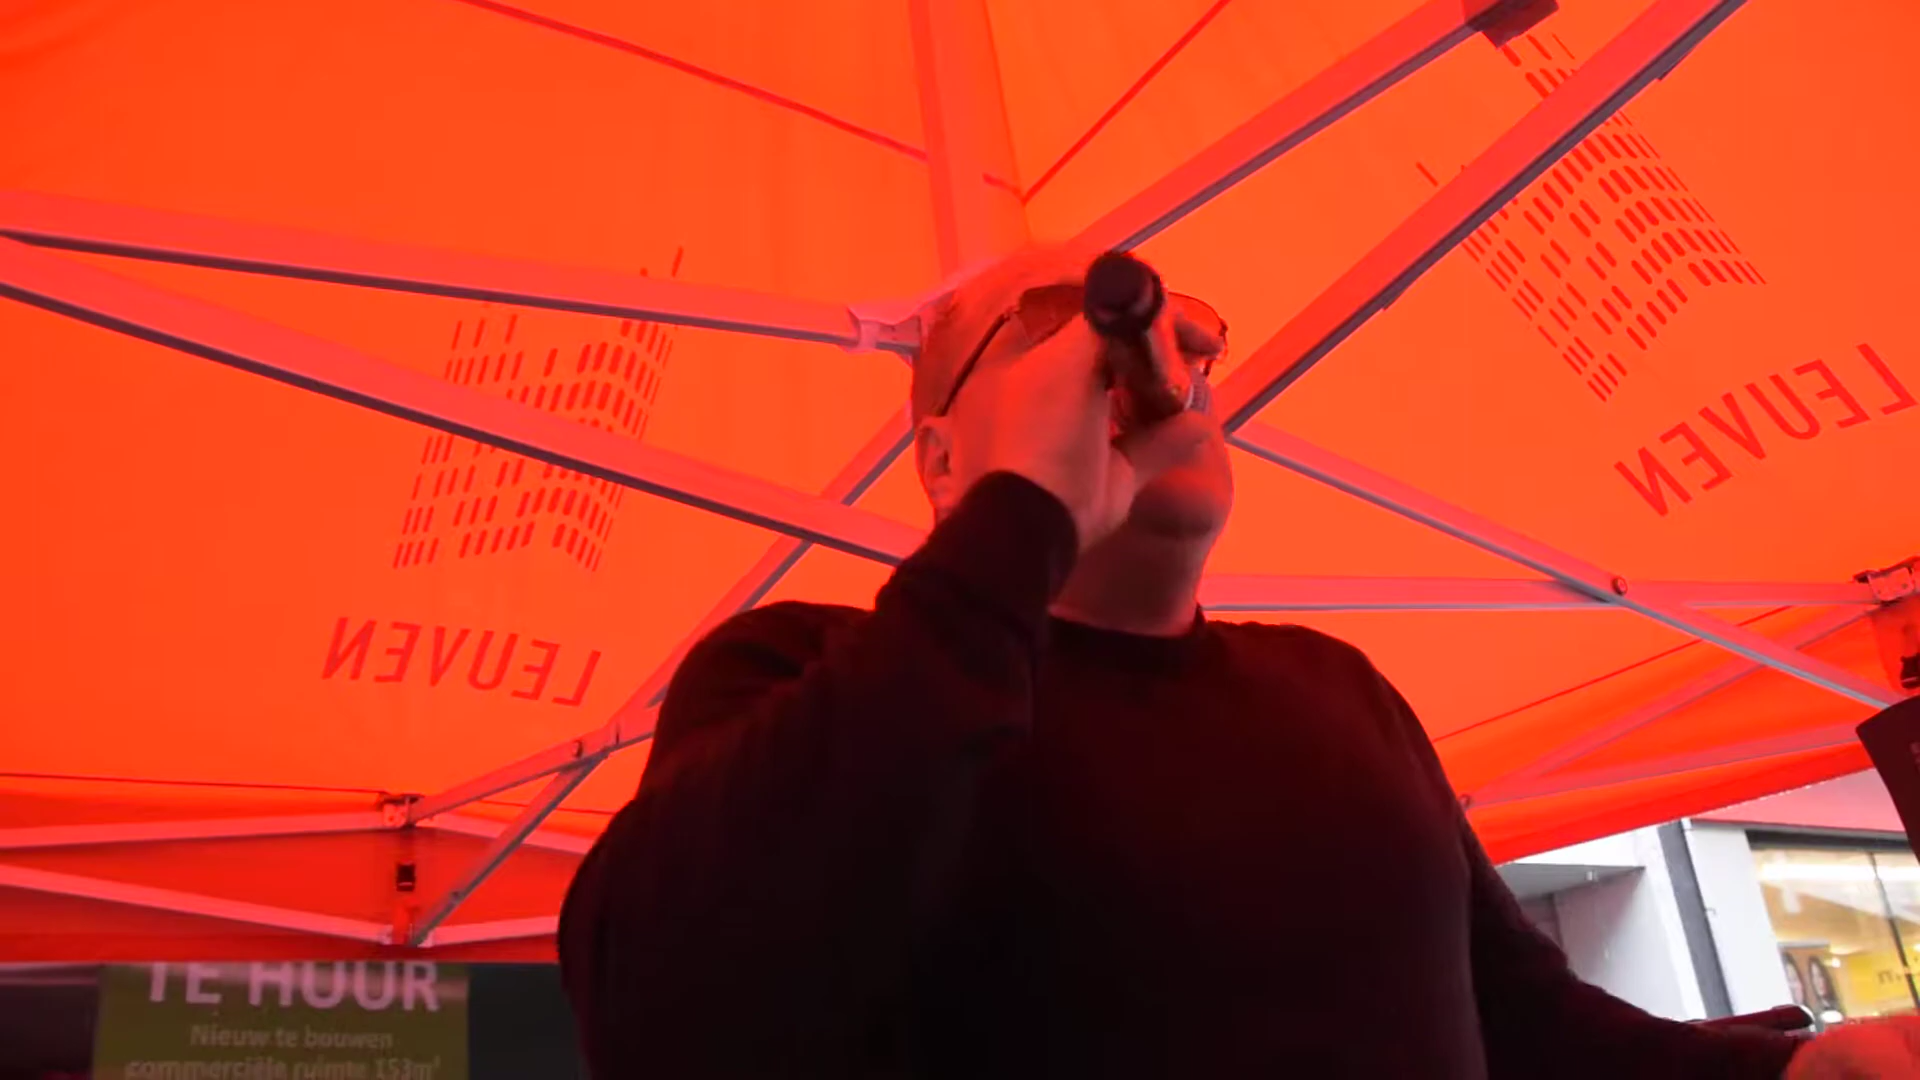 LEUVEN
LEUVEN
TE HUUR
Nieuw te bouwen
commerciële ruimte 153m²